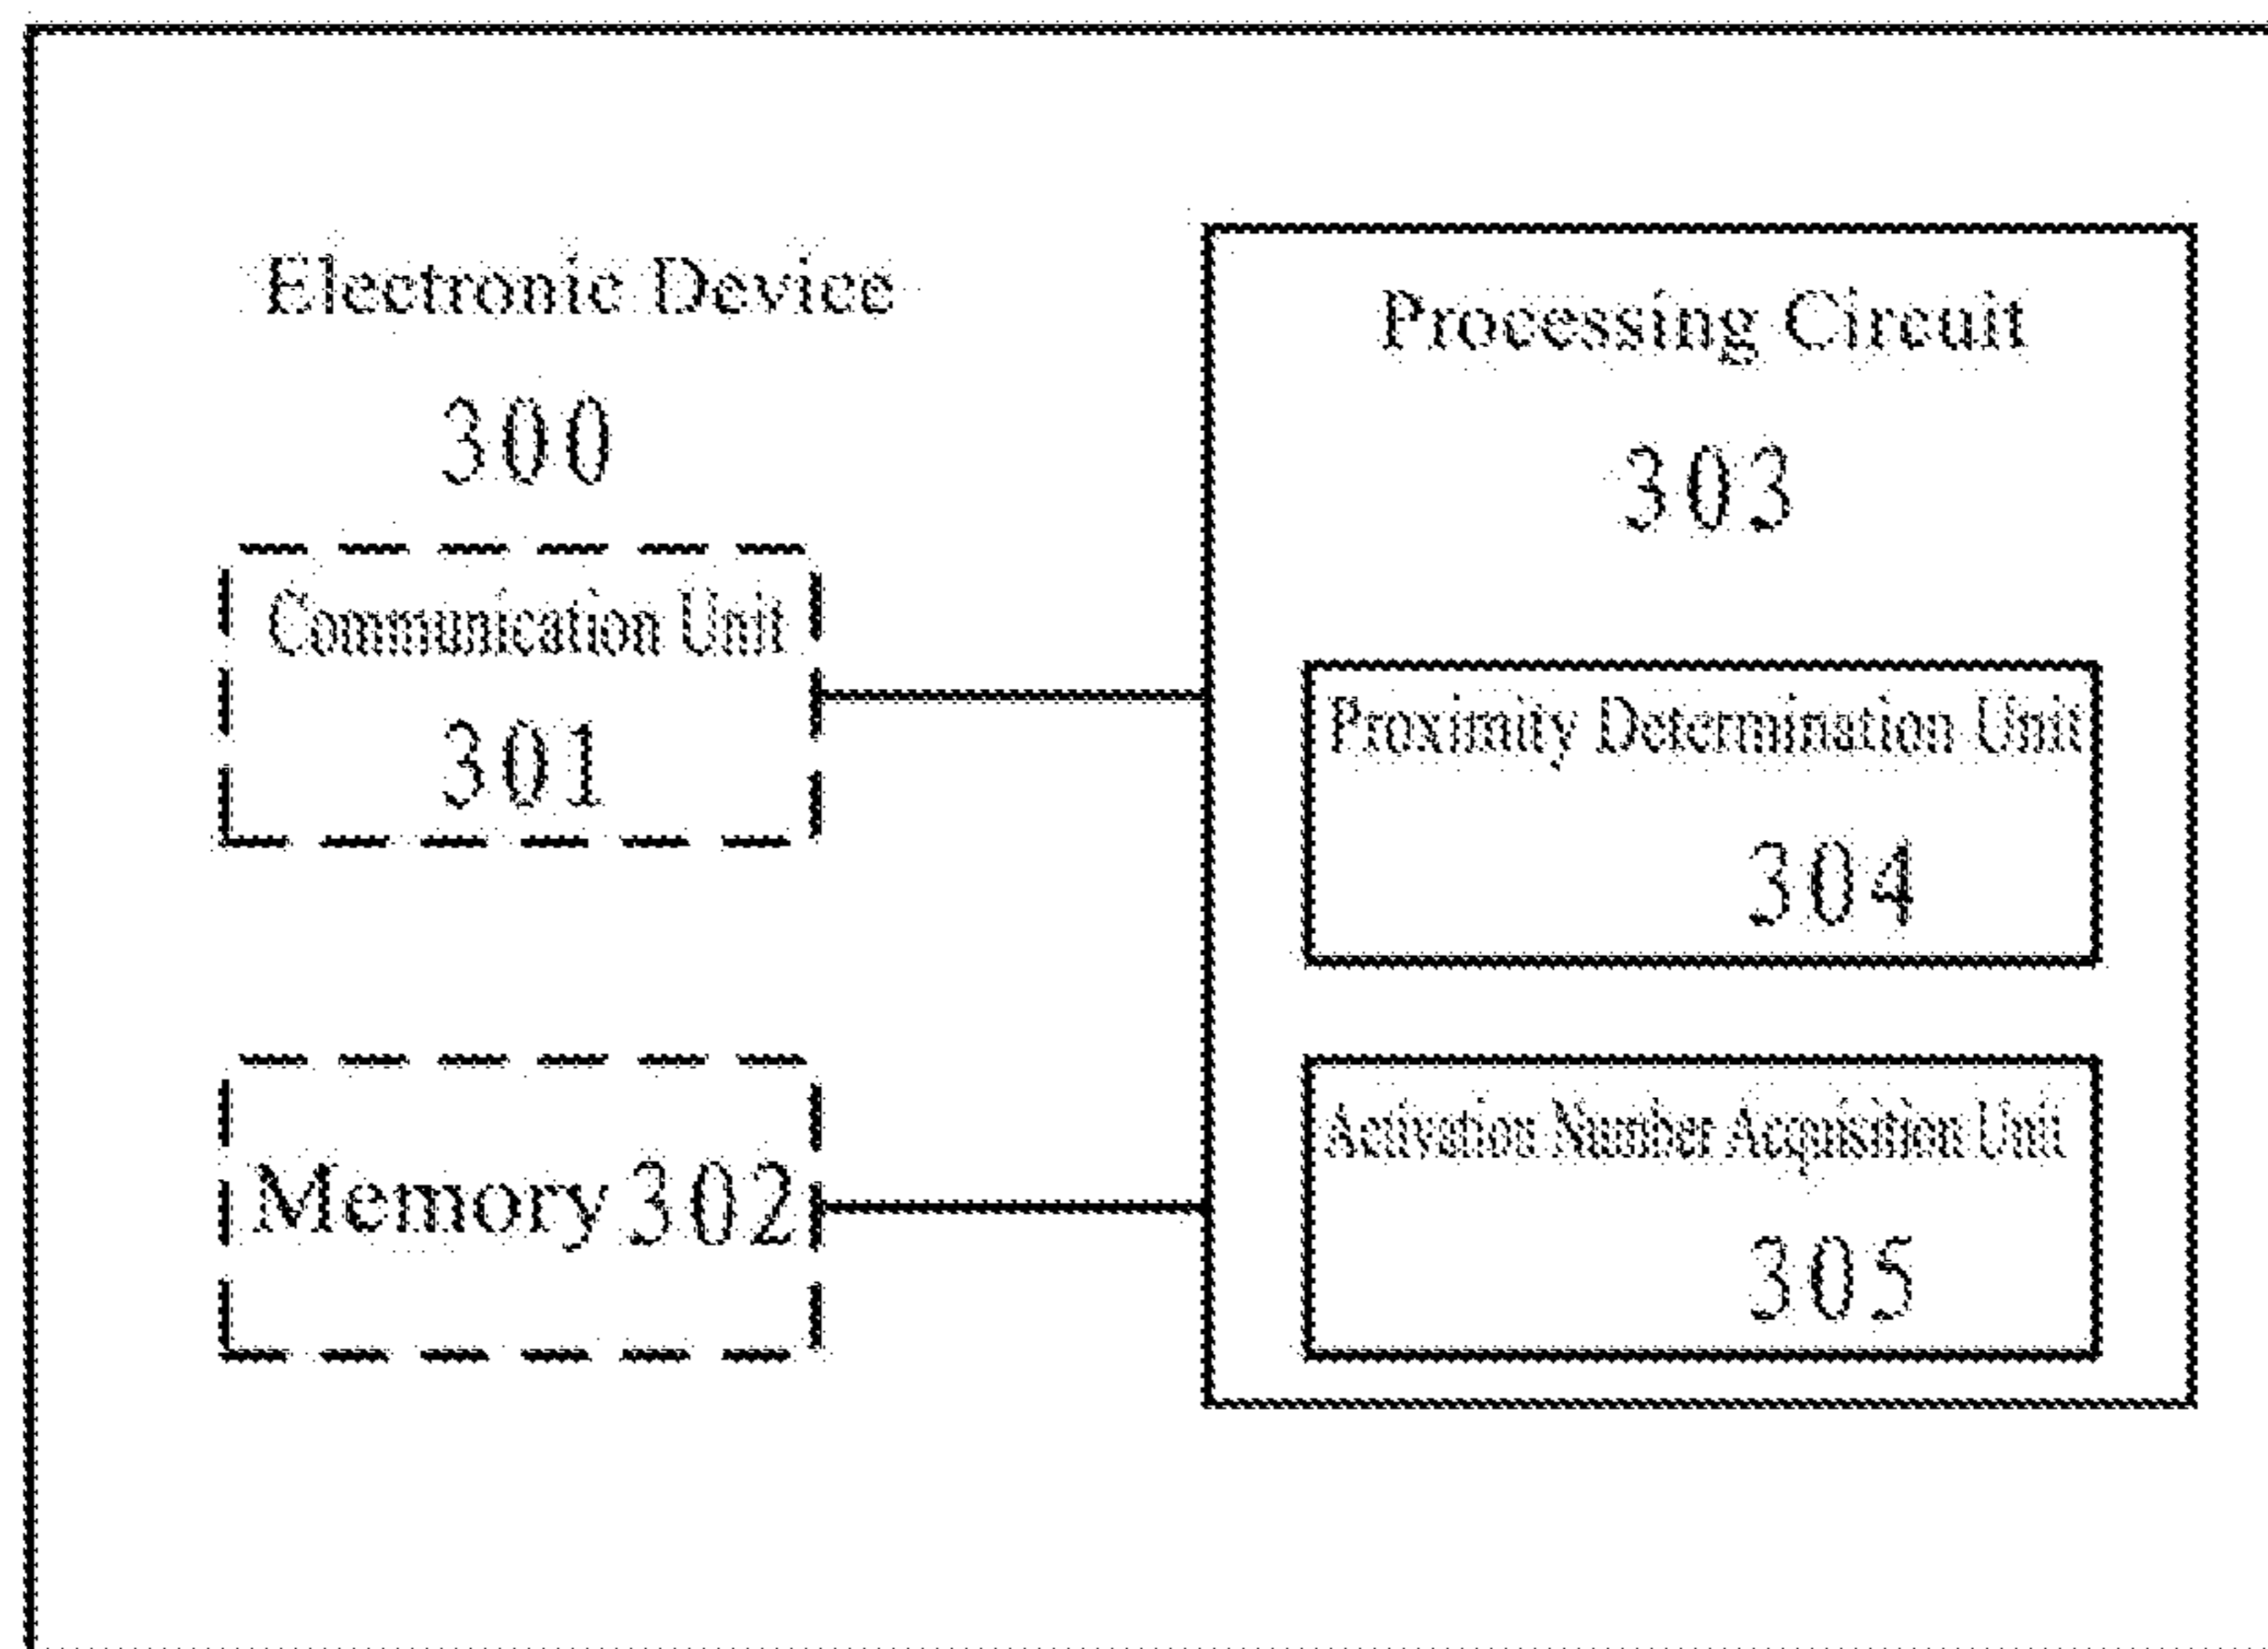 Electronic Device
300
Communication Unit
301
Memory 302
Processing Circuit
303
Proximity Determination Unit
304
Activation Number Acquisition Unit
305